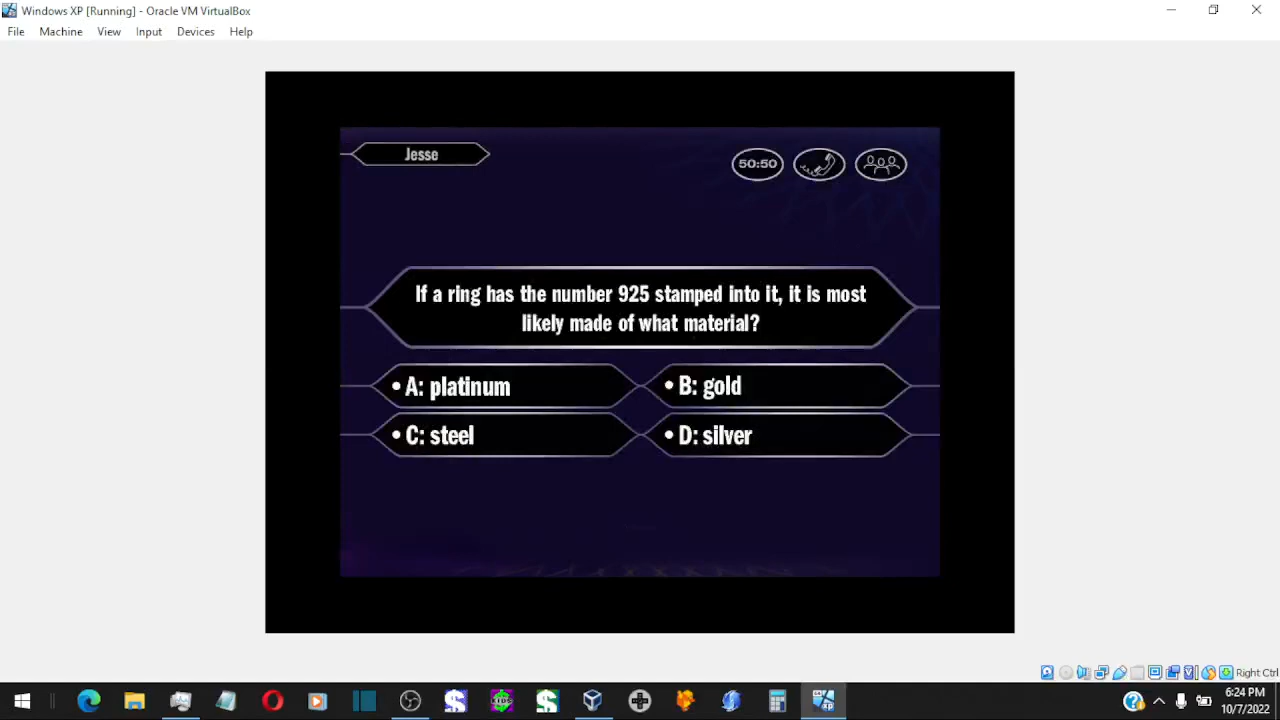 Windows XP [Running] - Oracle VM VirtualBox
File Machine View Input Devices Help
Jesse
50:50
If a ring has the number 925 stamped into it, it is most
likely made of what material?
• A: platinum
• B: gold
• C: steel
• D: silver
Right Ctrl
6:24 PM
10/7/2022